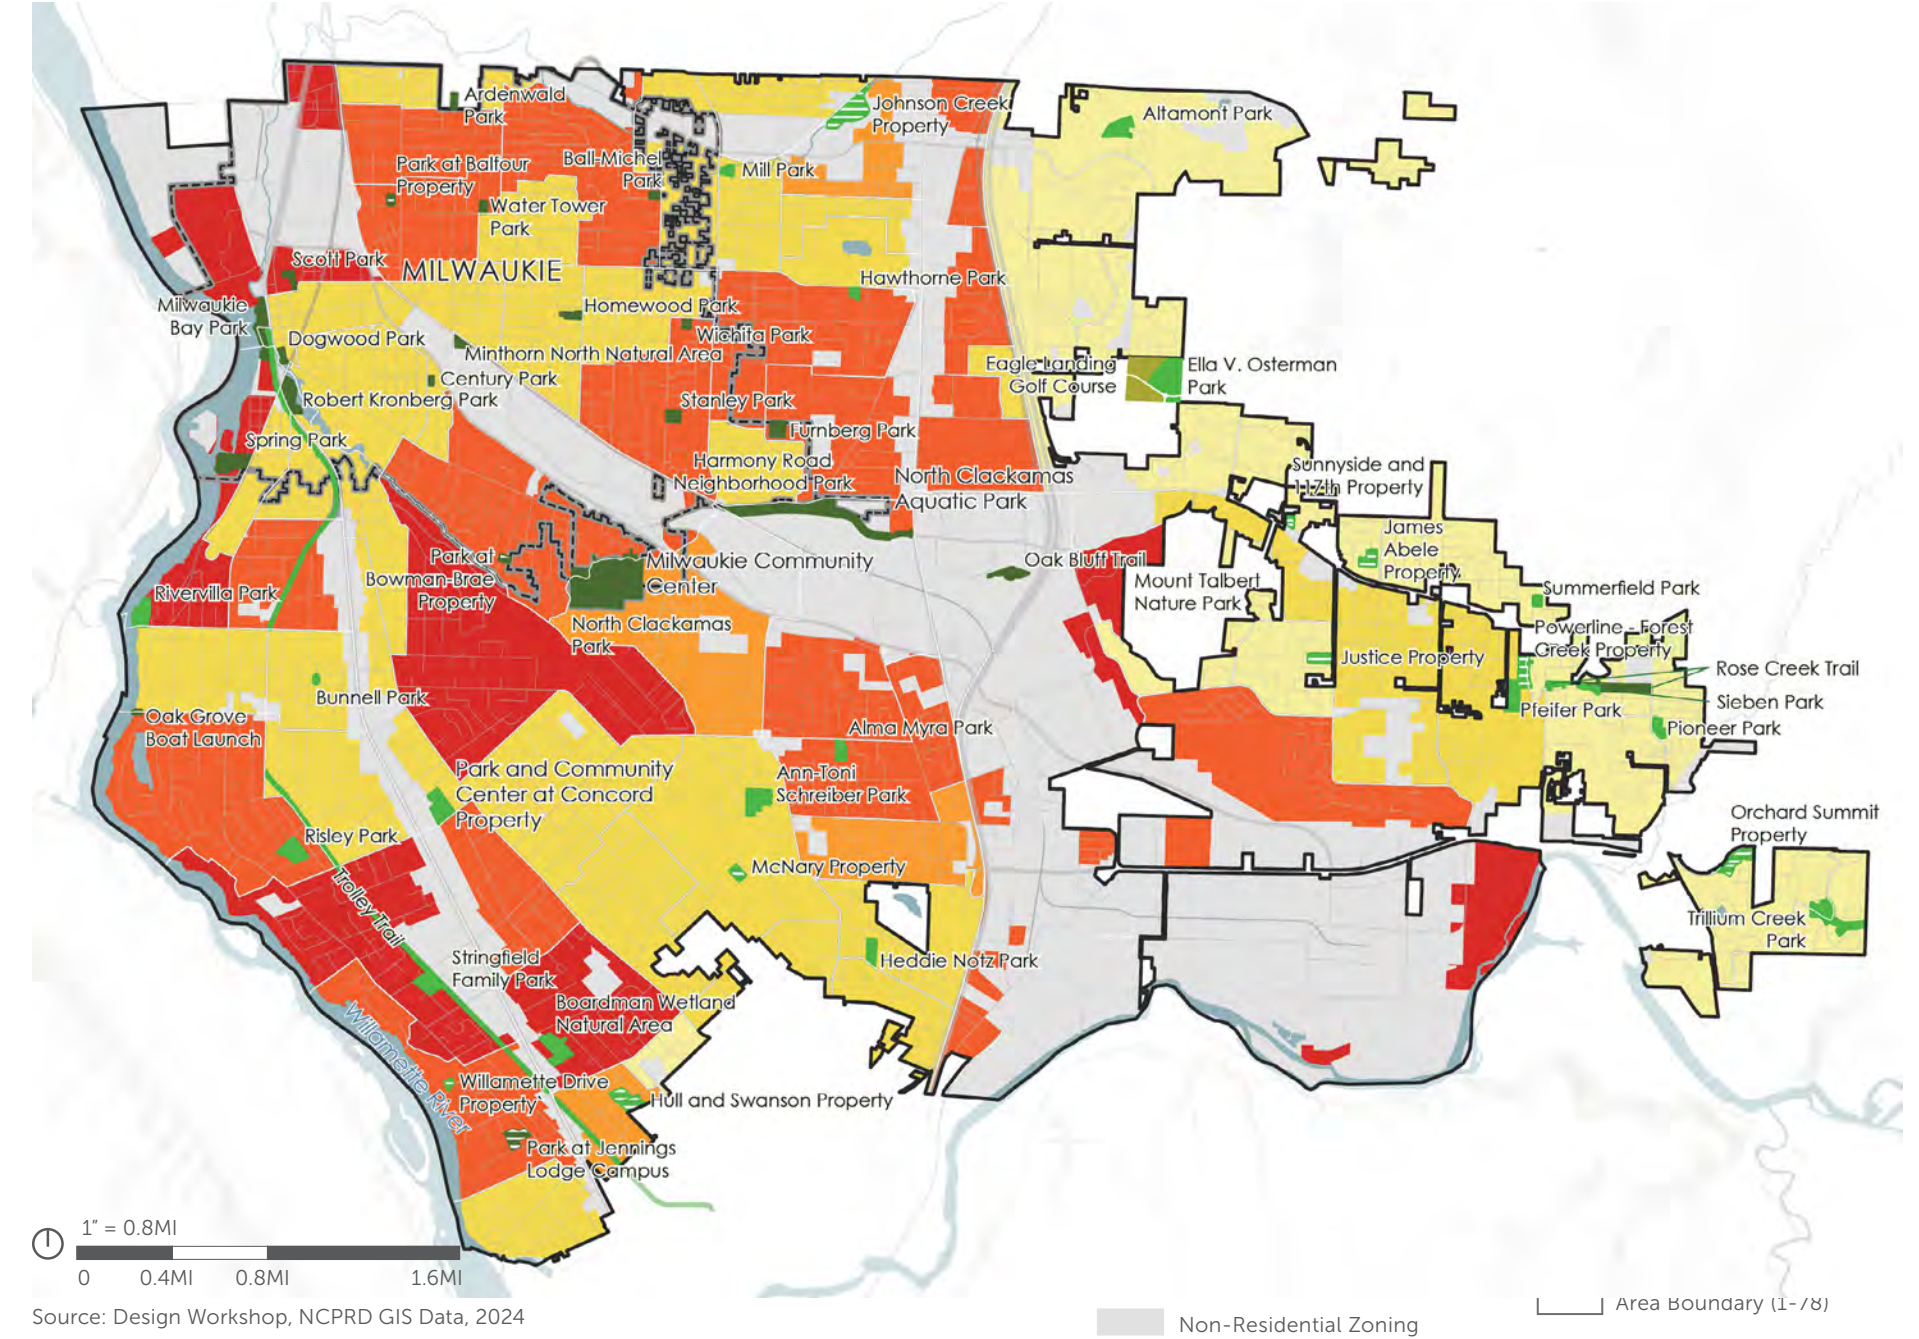 Ardenwald
Park
Johnson Creek
Property
Altamont Park
Park at Balfour
Property
Ball-Michel
Park
Mill Park
Water Tower
Park
Scott Park
MILWAUKIE
Hawthorne Park
Milwaukie
Bay Park
Homewood Park
Dogwood Park
Wichita Park
Minthorn North Natural Area
Eagle Landing
Golf Course
Ella V. Osterman
Park
Century Park
Robert Kronberg Park
Stanley Park
Spring Park
Furnberg Park
Harmony Road
Neighborhood Park
North Clackamas
Aquatic Park
Sunnyside and
117th Property
James
Abele
Property
Park at
Bowman-Brae
Property
Milwaukie Community
Center
Oak Bluff Trail
Mount Talbert
Nature Park
Rivervilla Park
Summerfield Park
North Clackamas
Park
Powerline - Forest
Creek Property
Justice Property
Rose Creek Trail
Bunnell Park
Sieben Park
Pfeifer Park
Oak Grove
Boat Launch
Alma Myra Park
Pioneer Park
Park and Community
Center at Concord
Property
Ann-Toni
Schreiber Park
Risley Park
Orchard Summit
Property
McNary Property
Trolley Trail
Trillium Creek
Park
Stringfield
Family Park
Heddie Notz Park
Boardman Wetland
Natural Area
Willamette River
Willamette Drive
Property
Hull and Swanson Property
Park at Jennings
Lodge Campus
1" = 0.8MI
0 0.4MI 0.8MI 1.6MI
Source: Design Workshop, NCPRD GIS Data, 2024
Area Boundary (1-78)
Non-Residential Zoning